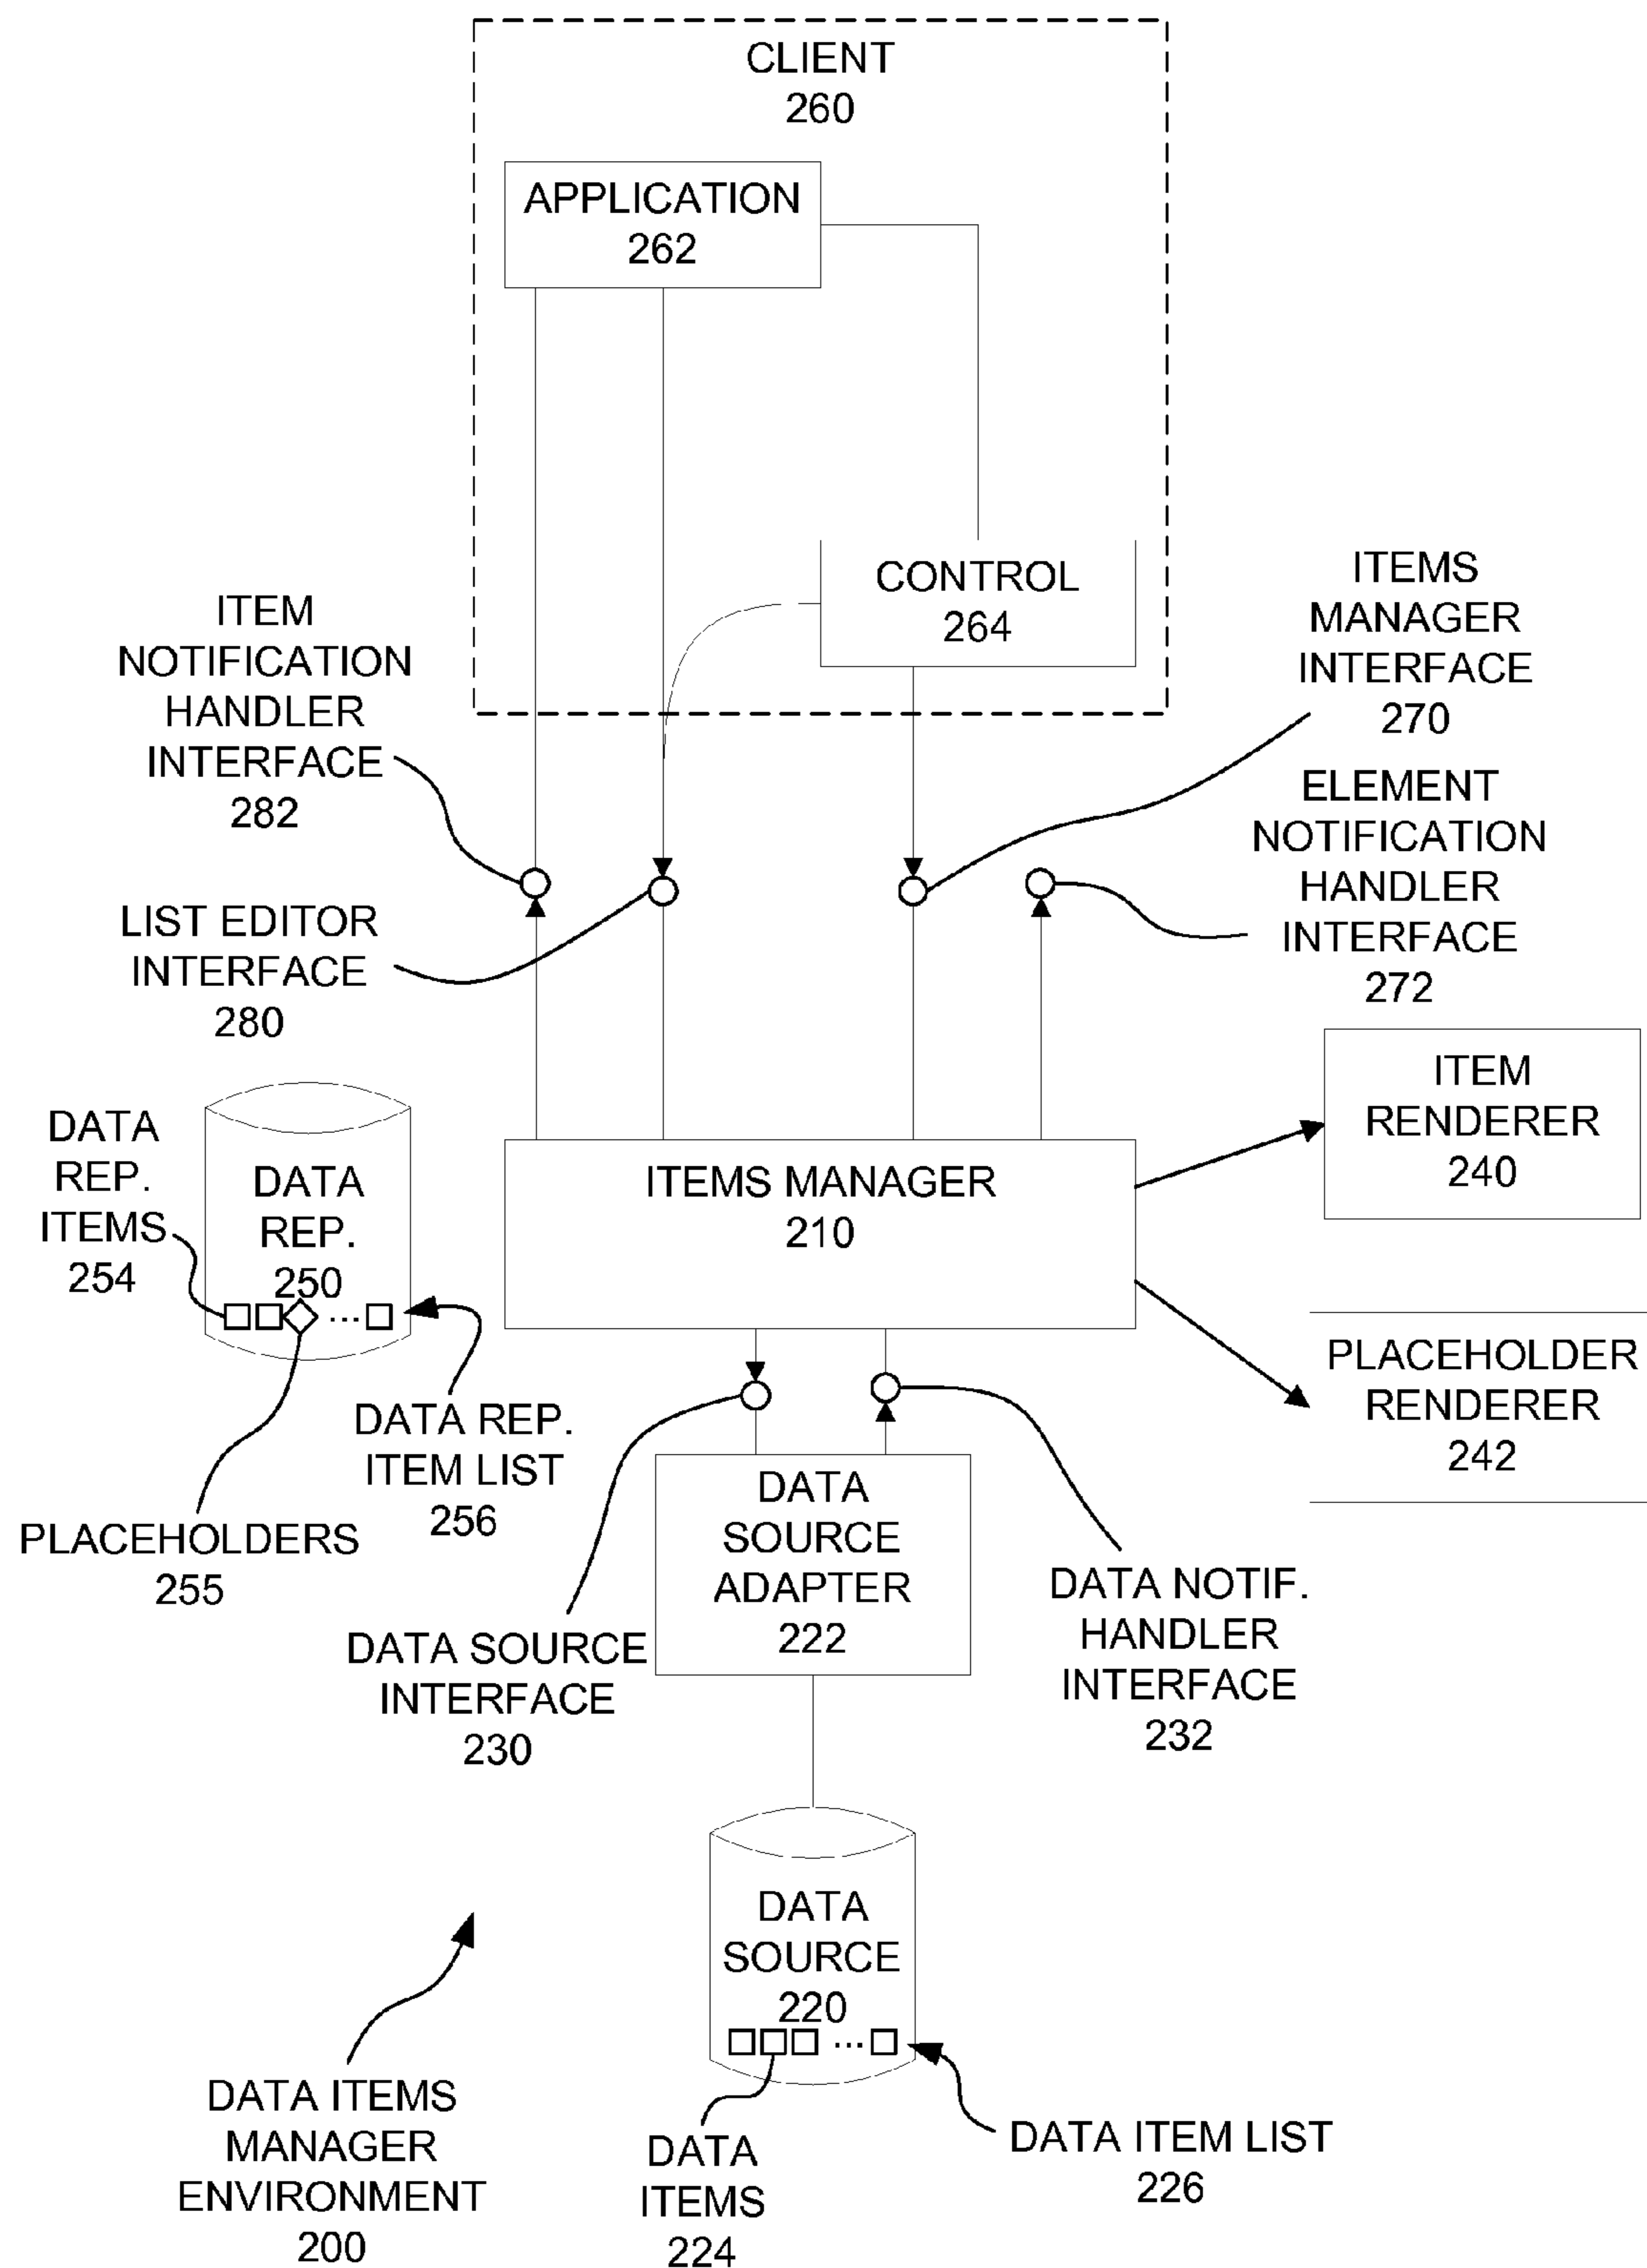 CLIENT
260
APPLICATION
262
CONTROL
264
ITEM
NOTIFICATION
HANDLER
INTERFACE
282
ITEMS
MANAGER
INTERFACE
270
ELEMENT
NOTIFICATION
HANDLER
INTERFACE
272
LIST EDITOR
INTERFACE
280
DATA
REP.
ITEMS
254
DATA
REP.
250
...
ITEMS MANAGER
210
ITEM
RENDERER
240
PLACEHOLDER
RENDERER
242
DATA REP.
ITEM LIST
256
PLACEHOLDERS
255
DATA
SOURCE
ADAPTER
222
DATA SOURCE
INTERFACE
230
DATA NOTIF.
HANDLER
INTERFACE
232
DATA
SOURCE
220
...
DATA ITEMS
MANAGER
ENVIRONMENT
200
DATA
ITEMS
224
DATA ITEM LIST
226